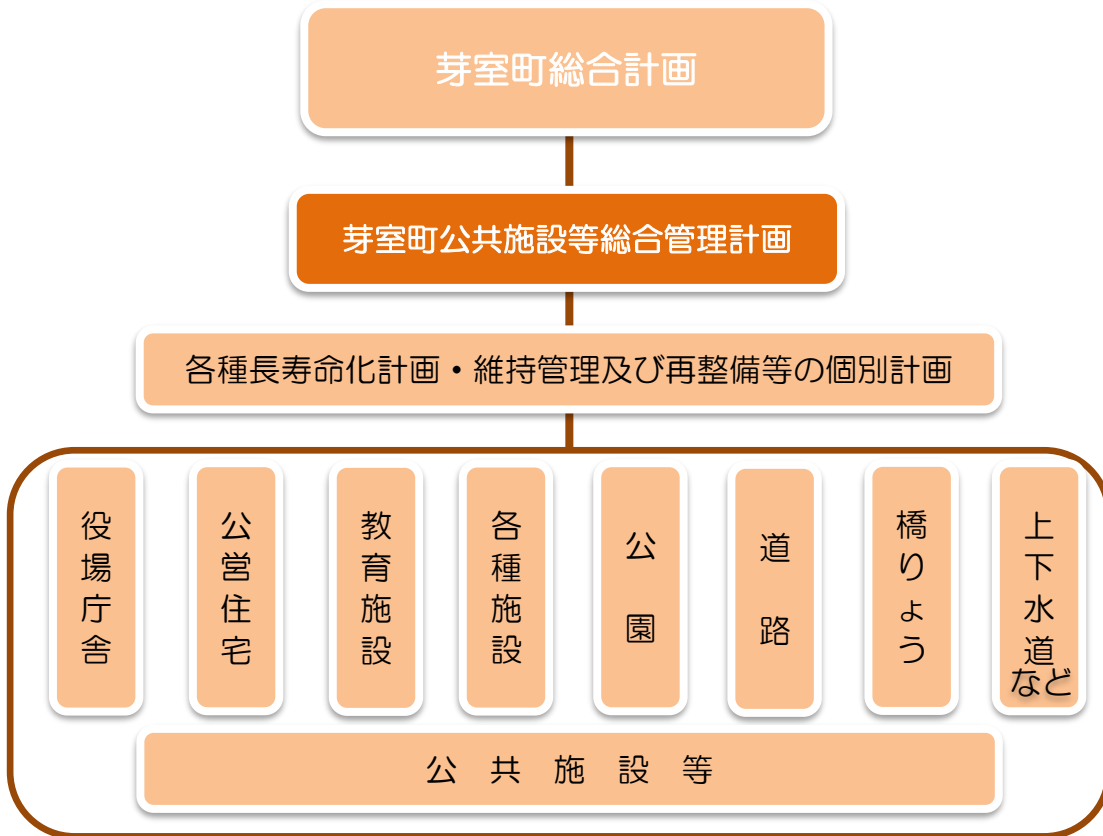 芽室町総合計画
芽室町公共施設等総合管理計画
各種長寿命化計画・維持管理及び再整備等の個別計画
役場庁舎
公営住宅
教育施設
各種施設
公園
道路
橋りょう
上下水道
など
公共施設等